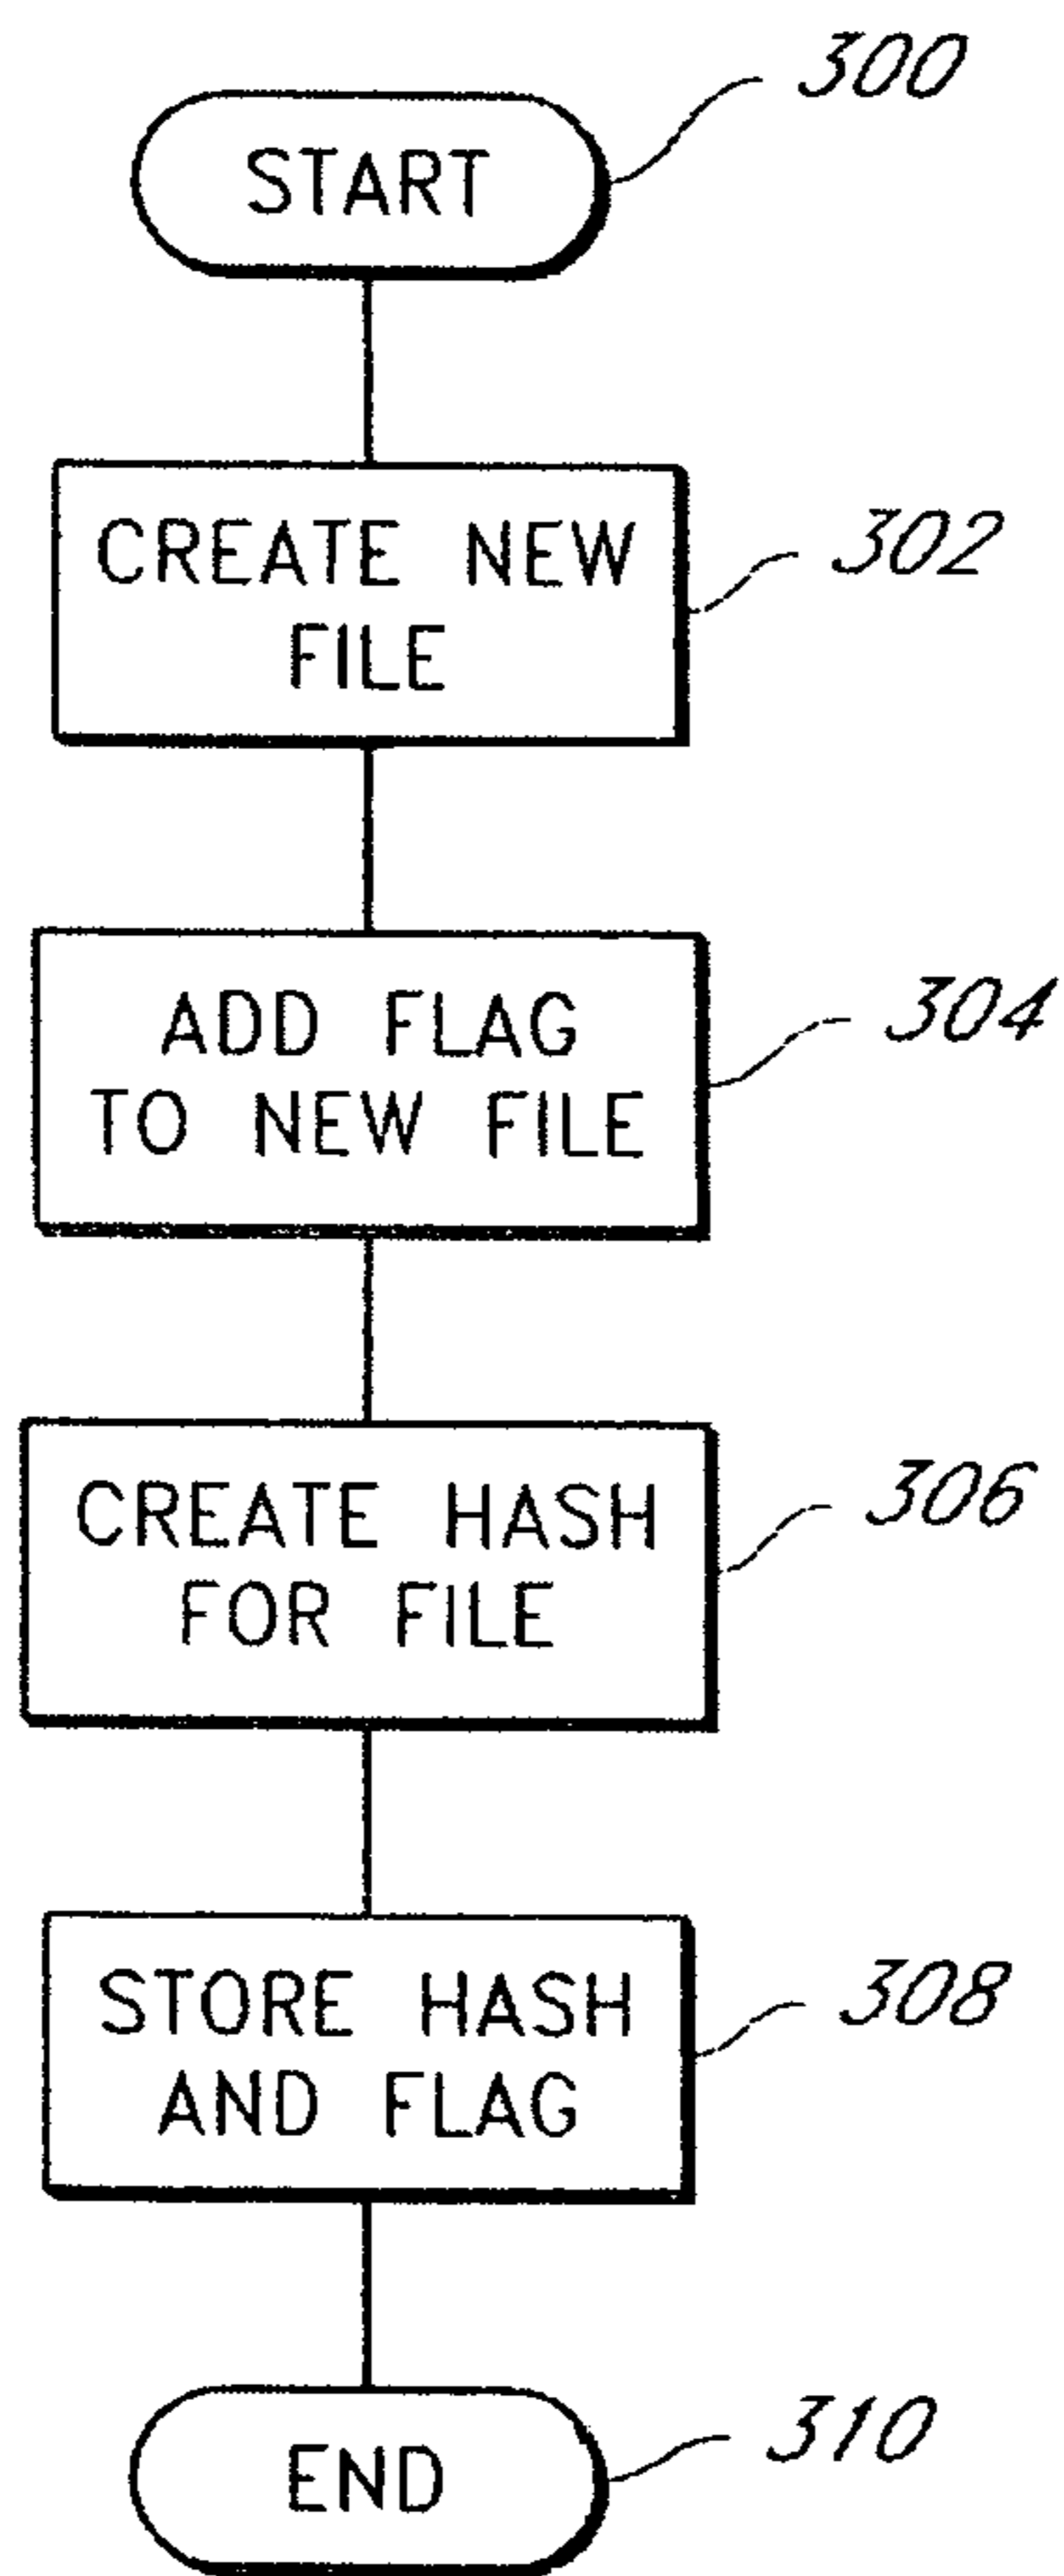 300
START
CREATE NEW
FILE
302
ADD FLAG
TO NEW FILE
304
CREATE HASH
FOR FILE
306
STORE HASH
AND FLAG
308
END
310